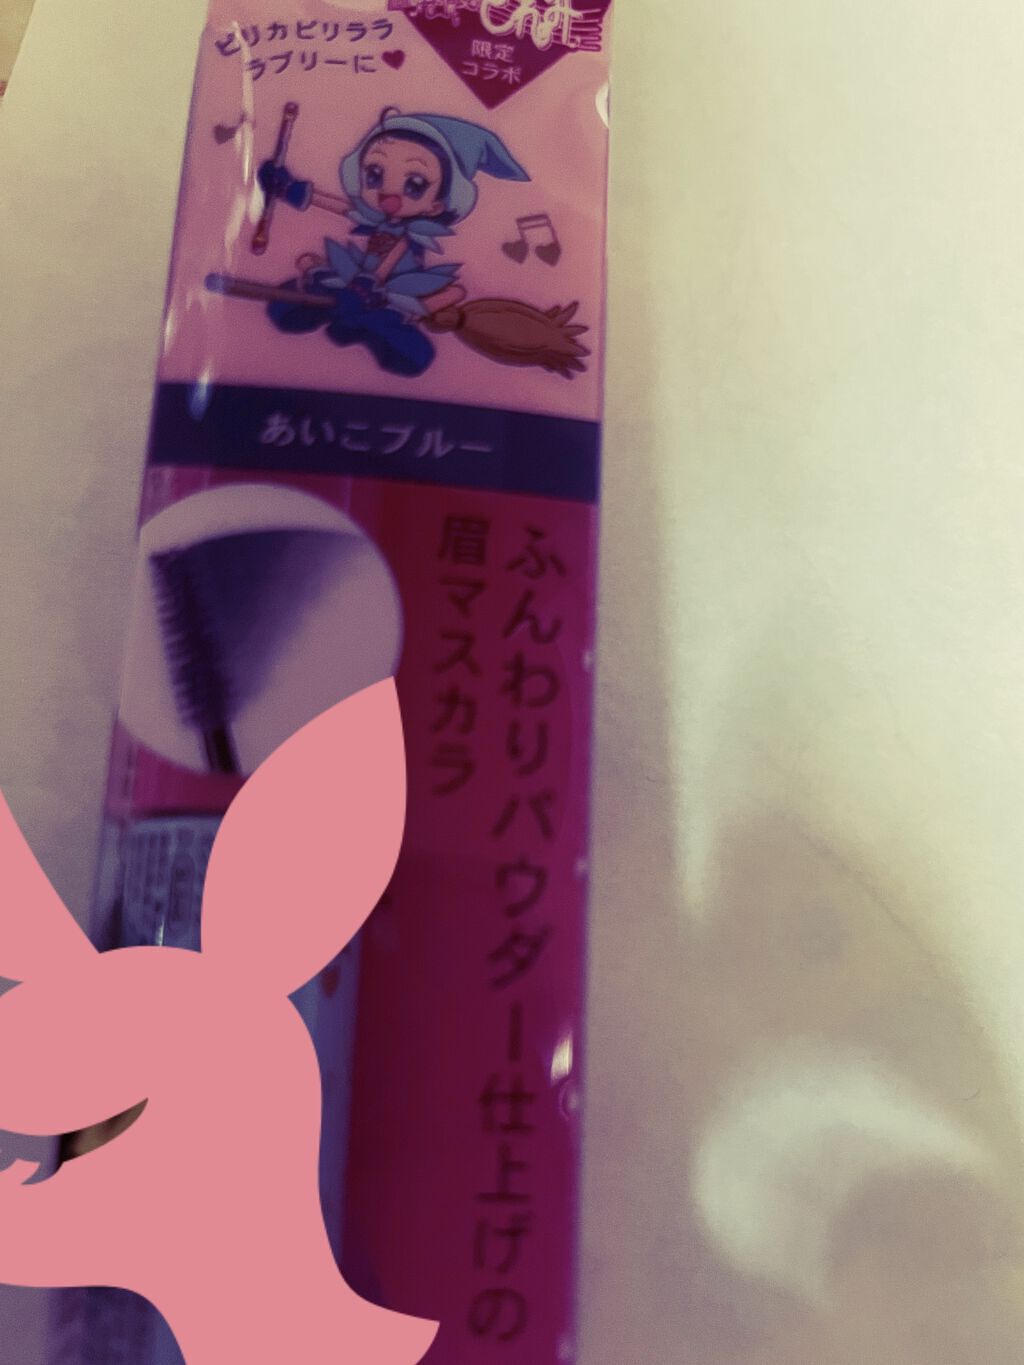 ピリカピリララ
ラブリーに♥
限定
コラボ
あいこブルー
ふんわりパウダー仕上げの
眉マスカラ